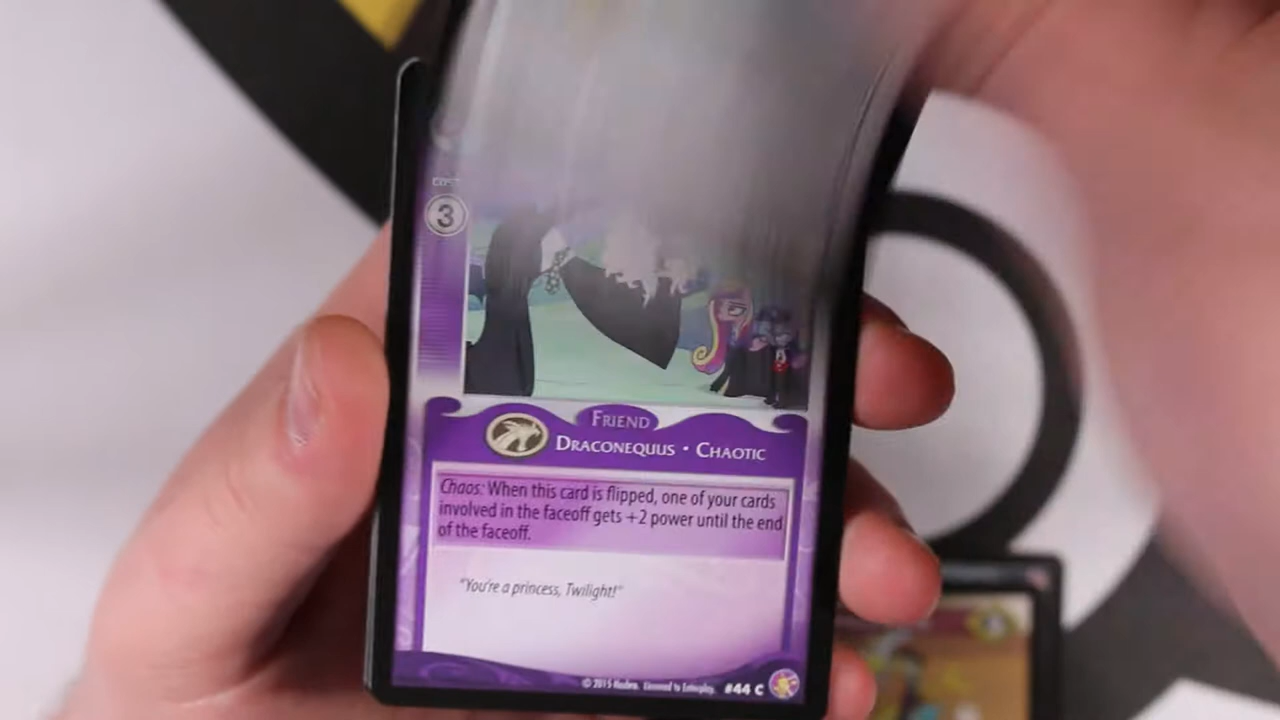 COST
3
FRIEND
DRACONEQUUS • CHAOTIC
Chaos: When this card is flipped, one of your cards
involved in the faceoff gets +2 power until the end
of the faceoff.
"You're a princess, Twilight!"
© 2015 Hasbro. Licensed to Enterplay. #44 C